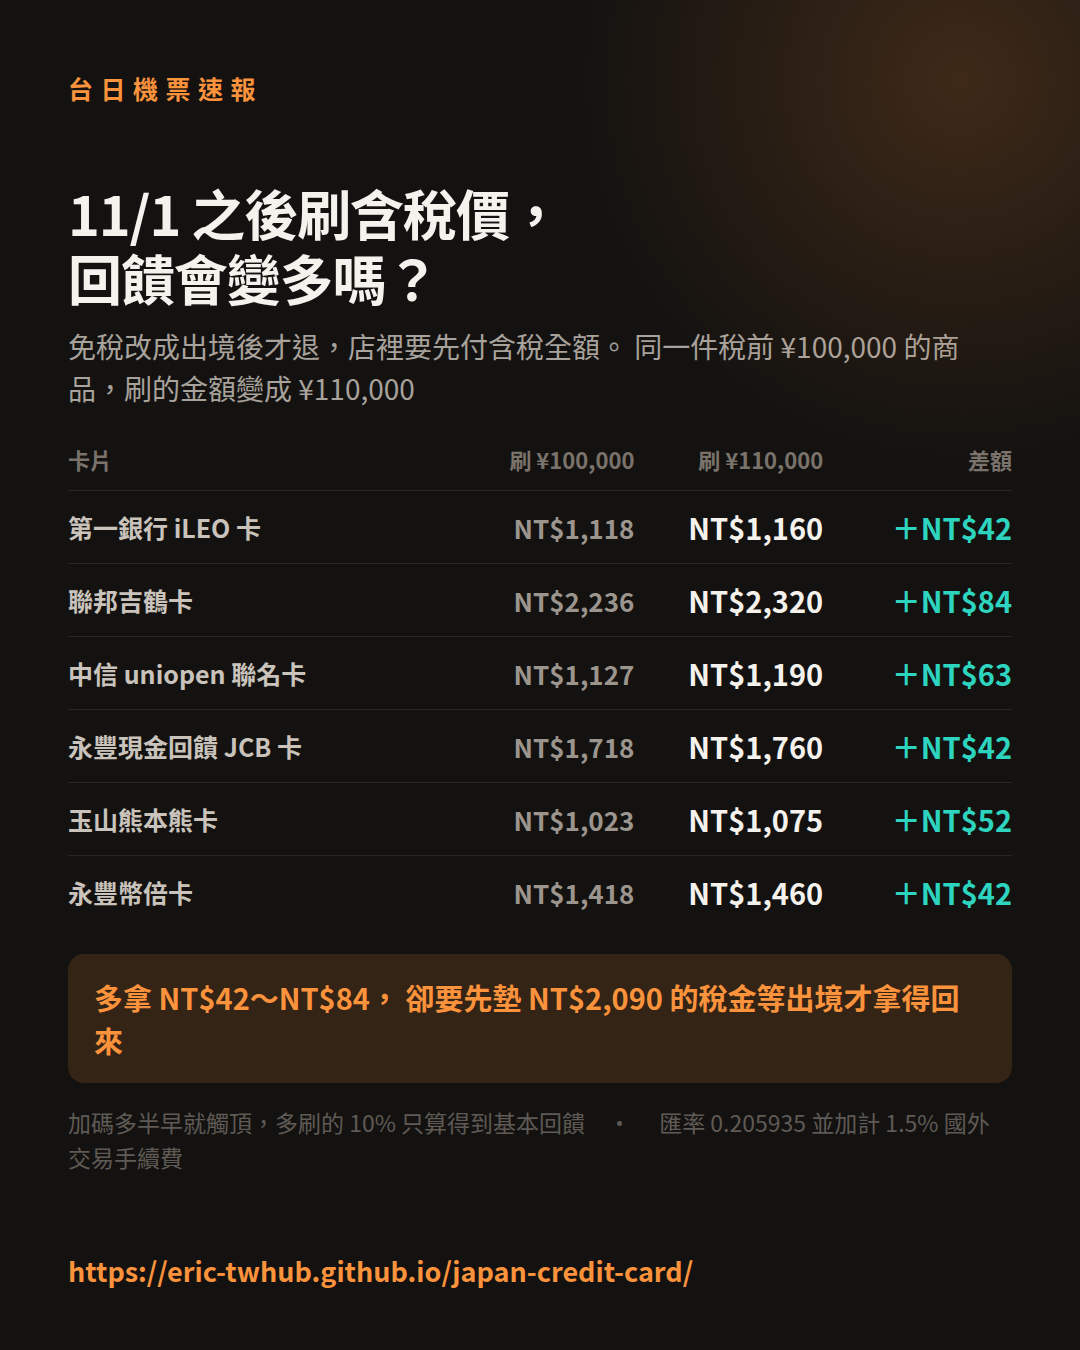 台日機票速報
11/1 之後刷含稅價，
回饋會變多嗎？
免稅改成出境後才退，店裡要先付含稅全額。 同一件稅前 ¥100,000 的商
品，刷的金額變成 ¥110,000
卡片 刷 ¥100,000 刷 ¥110,000 差額
第一銀行 iLEO 卡 NT$1,118 NT$1,160 ＋NT$42
聯邦吉鶴卡 NT$2,236 NT$2,320 ＋NT$84
中信 uniopen 聯名卡 NT$1,127 NT$1,190 ＋NT$63
永豐現金回饋 JCB 卡 NT$1,718 NT$1,760 ＋NT$42
玉山熊本熊卡 NT$1,023 NT$1,075 ＋NT$52
永豐幣倍卡 NT$1,418 NT$1,460 ＋NT$42
多拿 NT$42～NT$84， 卻要先墊 NT$2,090 的稅金等出境才拿得回
來
加碼多半早就觸頂，多刷的 10% 只算得到基本回饋 ・ 匯率 0.205935 並加計 1.5% 國外
交易手續費
https://eric-twhub.github.io/japan-credit-card/